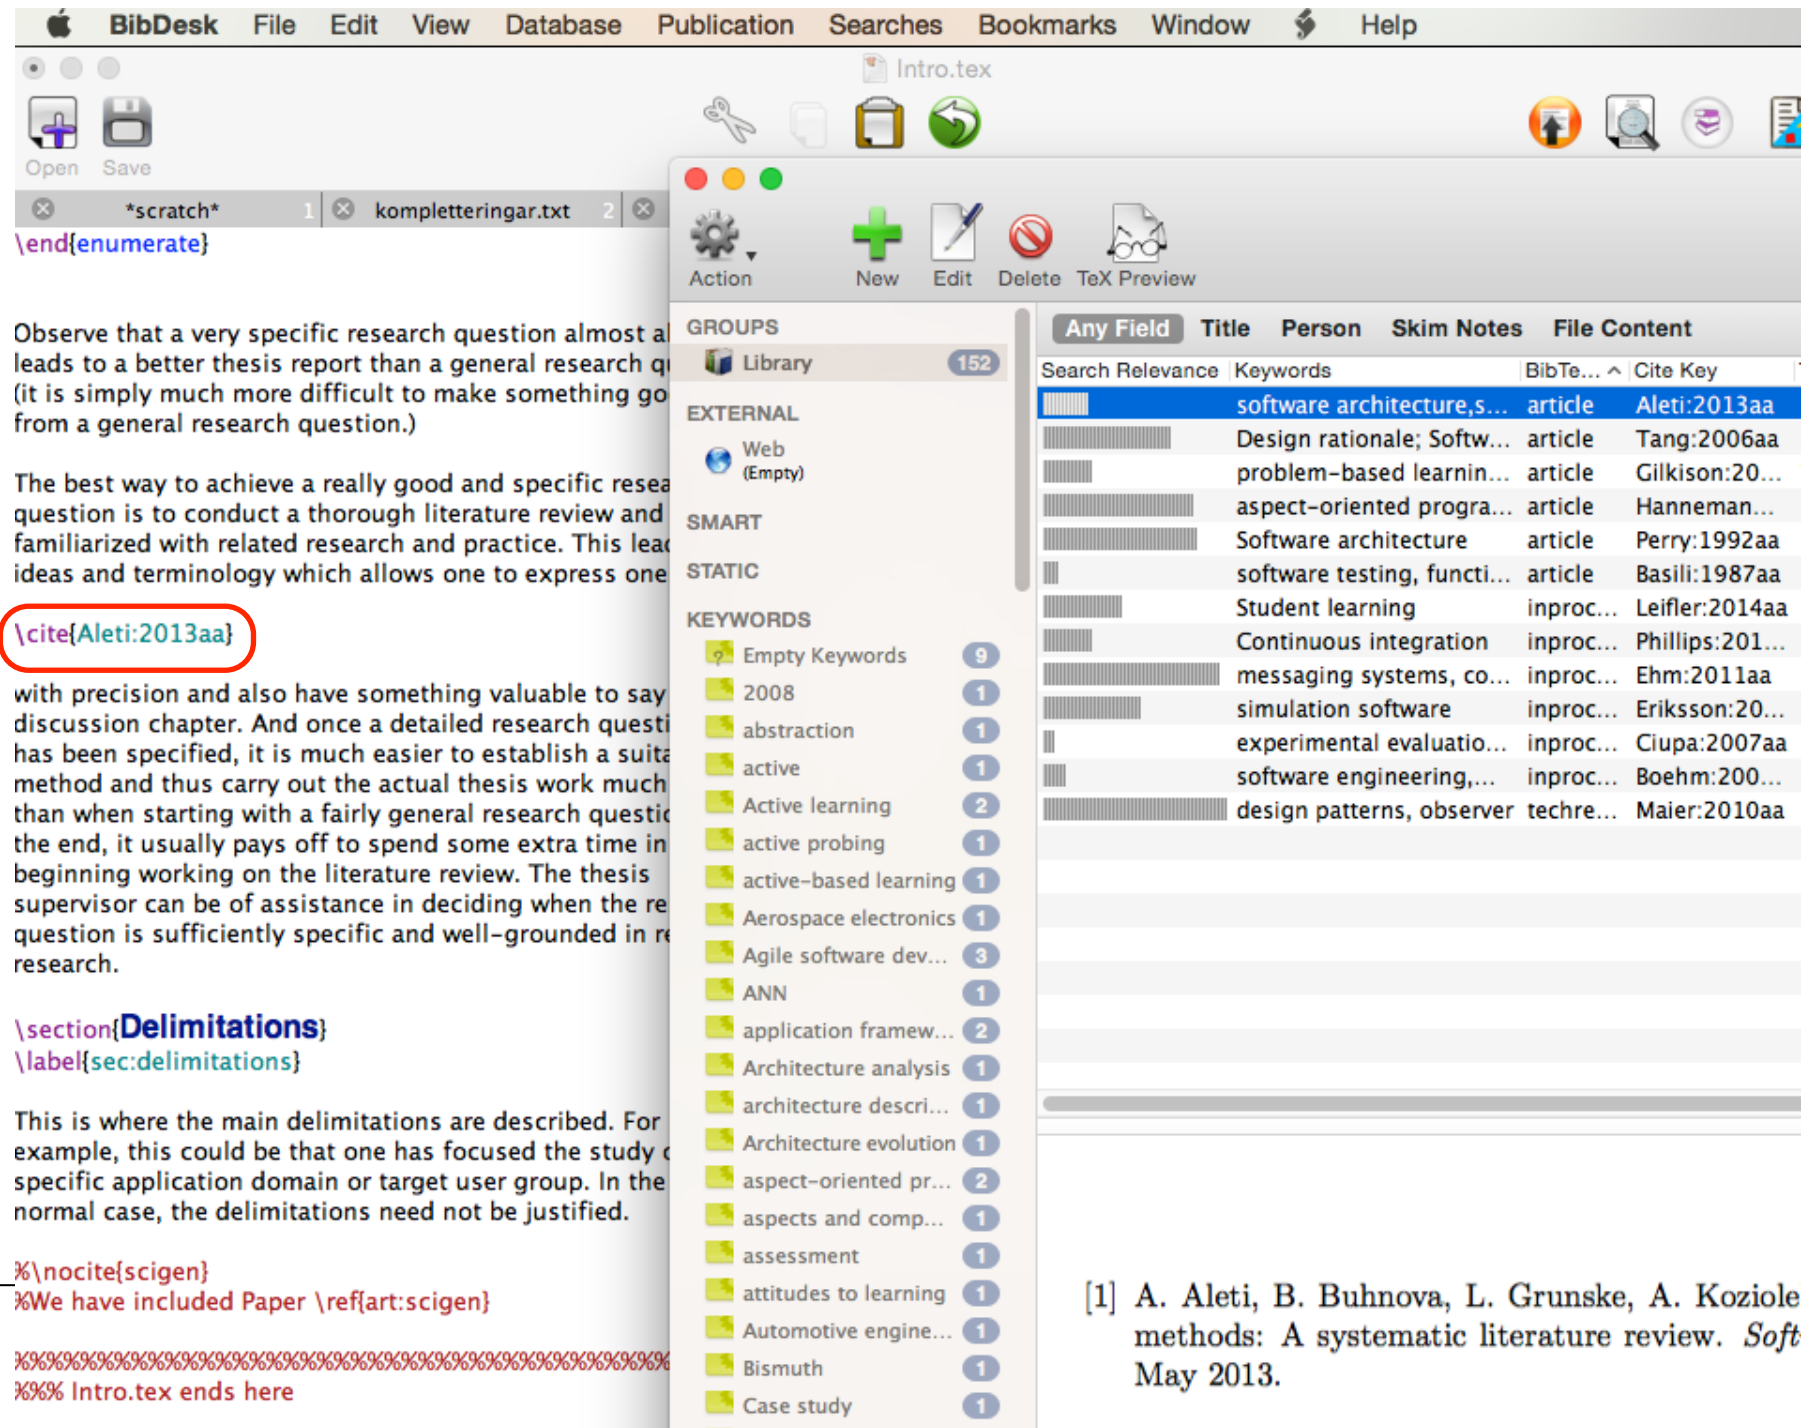 BibDesk File Edit View Database Publication Searches Bookmarks Window Help
Intro.tex
Open Save
*scratch* 1 kompletteringar.txt 2
\end{enumerate}
Observe that a very specific research question almost al
leads to a better thesis report than a general research qu
(it is simply much more difficult to make something go
from a general research question.)
The best way to achieve a really good and specific resea
question is to conduct a thorough literature review and
familiarized with related research and practice. This lead
ideas and terminology which allows one to express one
\cite{Aleti:2013aa}
with precision and also have something valuable to say
discussion chapter. And once a detailed research questi
has been specified, it is much easier to establish a suita
method and thus carry out the actual thesis work much
than when starting with a fairly general research questio
the end, it usually pays off to spend some extra time in
beginning working on the literature review. The thesis
supervisor can be of assistance in deciding when the re
question is sufficiently specific and well-grounded in re
research.
\section{Delimitations}
\label{sec:delimitations}
This is where the main delimitations are described. For
example, this could be that one has focused the study o
specific application domain or target user group. In the
normal case, the delimitations need not be justified.
%\nocite{scigen}
%We have included Paper \ref{art:scigen}
%%%%%%%%%%%%%%%%%%%%%%%%%%%%%%%%%%%%%%%
%%% Intro.tex ends here
Action New Edit Delete TeX Preview
GROUPS
Library 152
EXTERNAL
Web
(Empty)
SMART
STATIC
KEYWORDS
Empty Keywords 9
2008 1
abstraction 1
active 1
Active learning 2
active probing 1
active-based learning 1
Aerospace electronics 1
Agile software dev... 3
ANN 1
application framew... 2
Architecture analysis 1
architecture descri... 1
Architecture evolution 1
aspect-oriented pr... 2
aspects and comp... 1
assessment 1
attitudes to learning 1
Automotive engine... 1
Bismuth 1
Case study 1
Any Field Title Person Skim Notes File Content
Search Relevance Keywords BibTe... Cite Key
software architecture,s... article Aleti:2013aa
Design rationale; Softw... article Tang:2006aa
problem-based learnin... article Gilkison:20...
aspect-oriented progra... article Hanneman...
Software architecture article Perry:1992aa
software testing, functi... article Basili:1987aa
Student learning inproc... Leifler:2014aa
Continuous integration inproc... Phillips:201...
messaging systems, co... inproc... Ehm:2011aa
simulation software inproc... Eriksson:20...
experimental evaluatio... inproc... Ciupa:2007aa
software engineering,... inproc... Boehm:200...
design patterns, observer techre... Maier:2010aa
[1] A. Aleti, B. Buhnova, L. Grunske, A. Koziole
methods: A systematic literature review. Soft
May 2013.